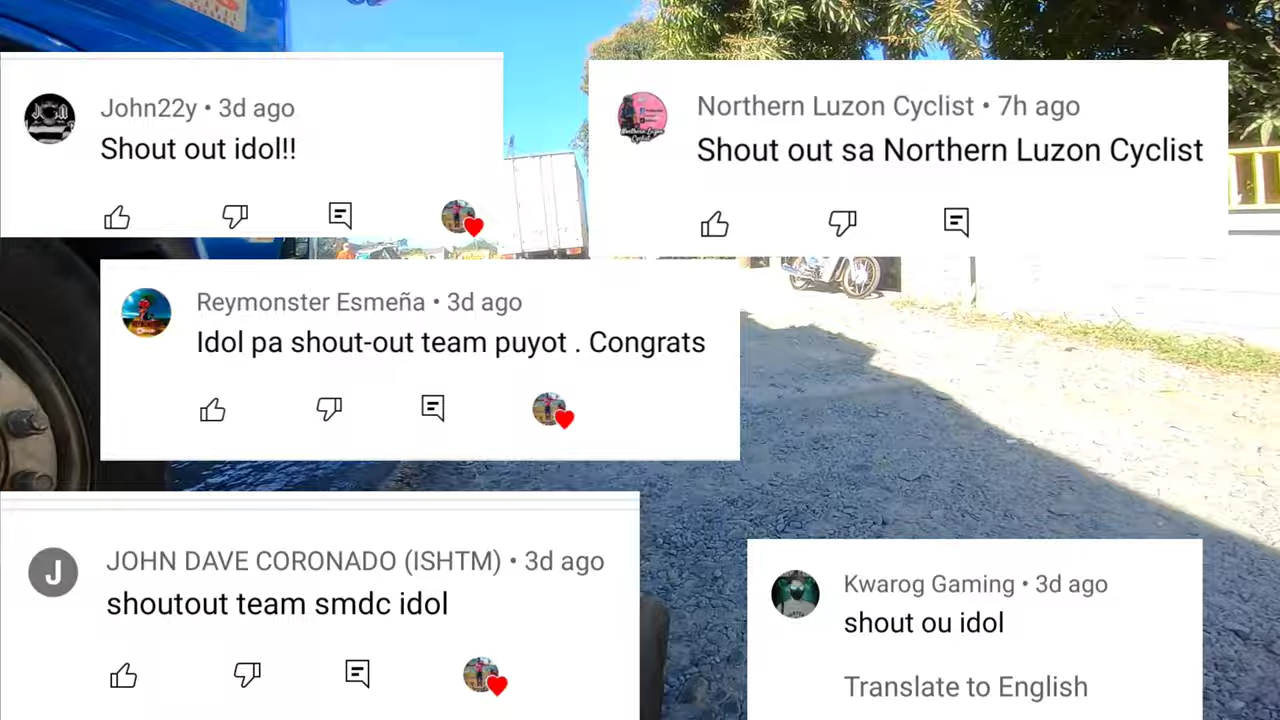 John22y • 3d ago
Shout out idol!!
Northern Luzon Cyclist • 7h ago
Shout out sa Northern Luzon Cyclist
Reymonster Esmeña • 3d ago
Idol pa shout-out team puyot . Congrats
J
JOHN DAVE CORONADO (ISHTM) • 3d ago
shoutout team smdc idol
Kwarog Gaming • 3d ago
shout ou idol
Translate to English